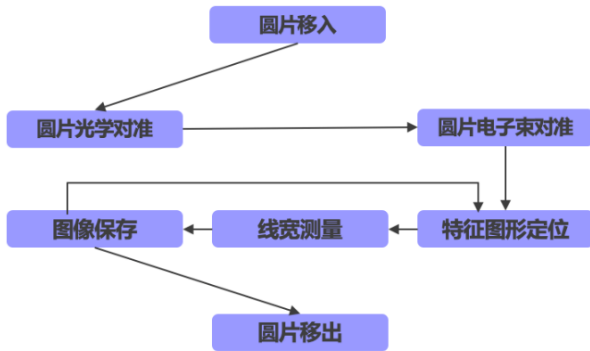 圆片移入
圆片光学对准
圆片电子束对准
图像保存
线宽测量
特征图形定位
圆片移出